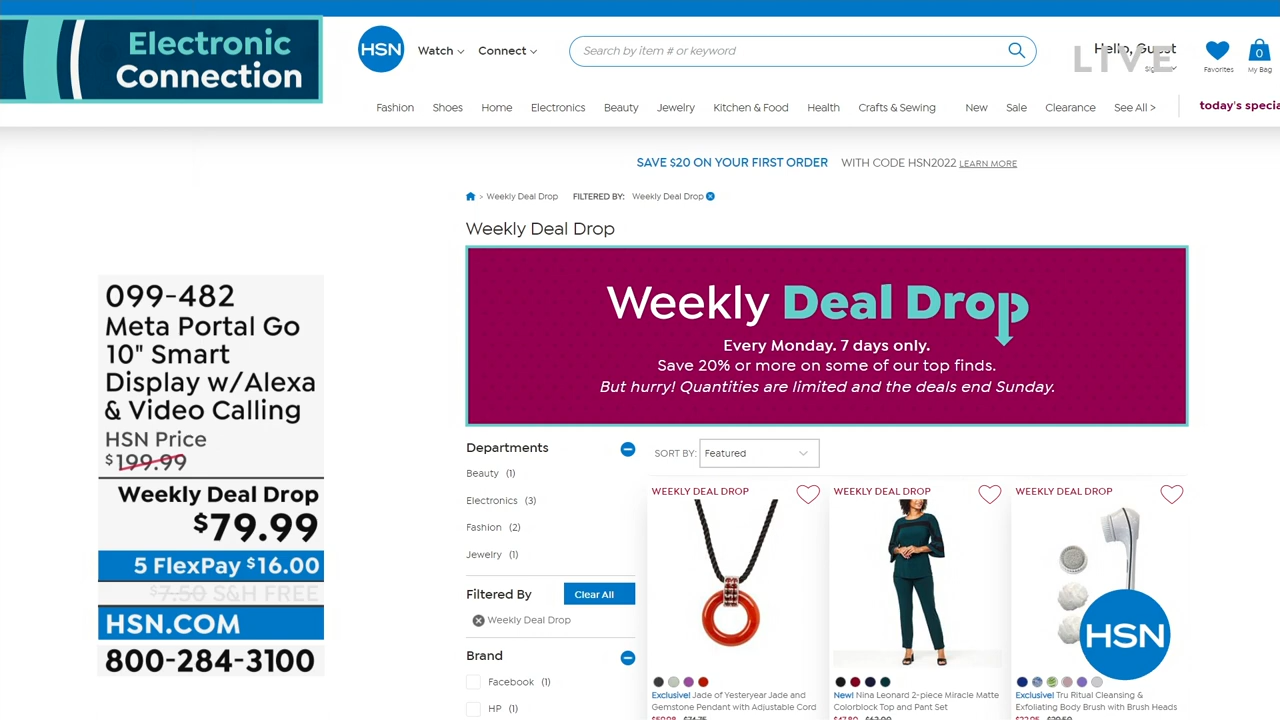 Electronic
Connection
HSN
Watch
Connect
Search by item # or keyword
Hello, Guest
LIVE
Favorites
0
My Bag
Fashion Shoes Home Electronics Beauty Jewelry Kitchen & Food Health Crafts & Sewing New Sale Clearance See All > today's specia
SAVE $20 ON YOUR FIRST ORDER WITH CODE HSN2022 LEARN MORE
> Weekly Deal Drop FILTERED BY: Weekly Deal Drop
Weekly Deal Drop
Weekly Deal Drop
Every Monday. 7 days only.
Save 20% or more on some of our top finds.
But hurry! Quantities are limited and the deals end Sunday.
099-482
Meta Portal Go
10" Smart
Display w/Alexa
& Video Calling
HSN Price
$199.99
Weekly Deal Drop
$79.99
5 FlexPay $16.00
$7.50 S&H FREE
HSN.COM
800-284-3100
Departments
Beauty (1)
Electronics (3)
Fashion (2)
Jewelry (1)
Filtered By Clear All
Weekly Deal Drop
Brand
Facebook (1)
HP (1)
SORT BY: Featured
WEEKLY DEAL DROP
Exclusive! Jade of Yesteryear Jade and
Gemstone Pendant with Adjustable Cord
WEEKLY DEAL DROP
New! Nina Leonard 2-piece Miracle Matte
Colorblock Top and Pant Set
WEEKLY DEAL DROP
Exclusive! Tru Ritual Cleansing &
Exfoliating Body Brush with Brush Heads
HSN